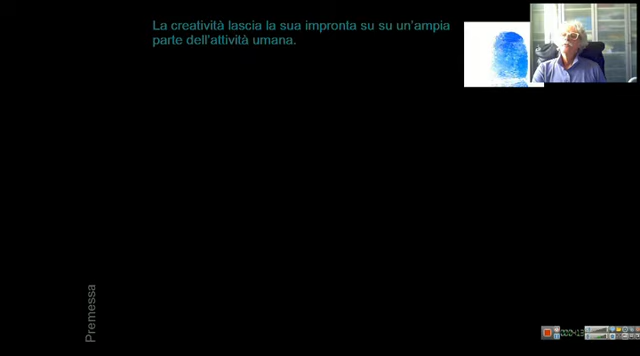 La creatività lascia la sua impronta su su un'ampia
parte dell'attività umana.
Premessa